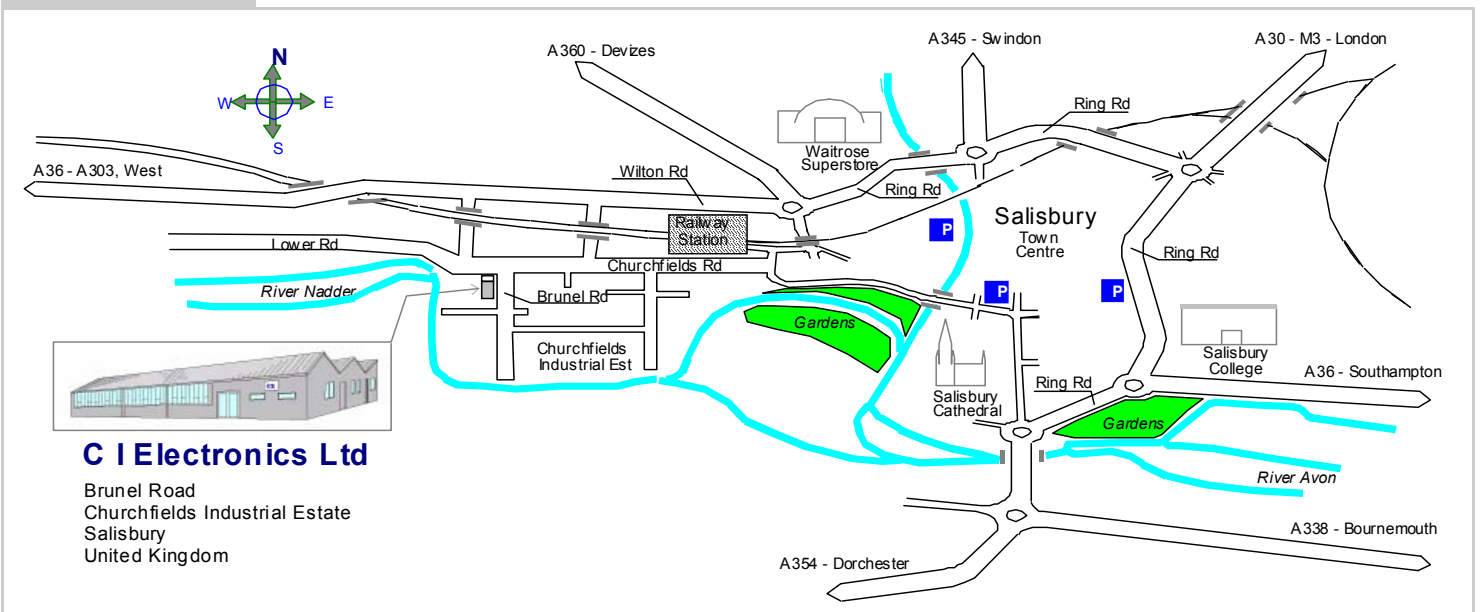 N
W
E
S
A360 - Devizes
A345 - Swindon
A30 - M3 - London
Ring Rd
Waitrose
Superstore
A36 - A303, West
Wilton Rd
Ring Rd
Salisbury
Town
Centre
P
Railway
Station
Lower Rd
Ring Rd
Churchfields Rd
River Nadder
Brunel Rd
P
P
Gardens
Churchfields
Industrial Est
Salisbury
College
Salisbury
Cathedral
Ring Rd
A36 - Southampton
Gardens
C I Electronics Ltd
River Avon
Brunel Road
Churchfields Industrial Estate
Salisbury
United Kingdom
A338 - Bournemouth
A354 - Dorchester